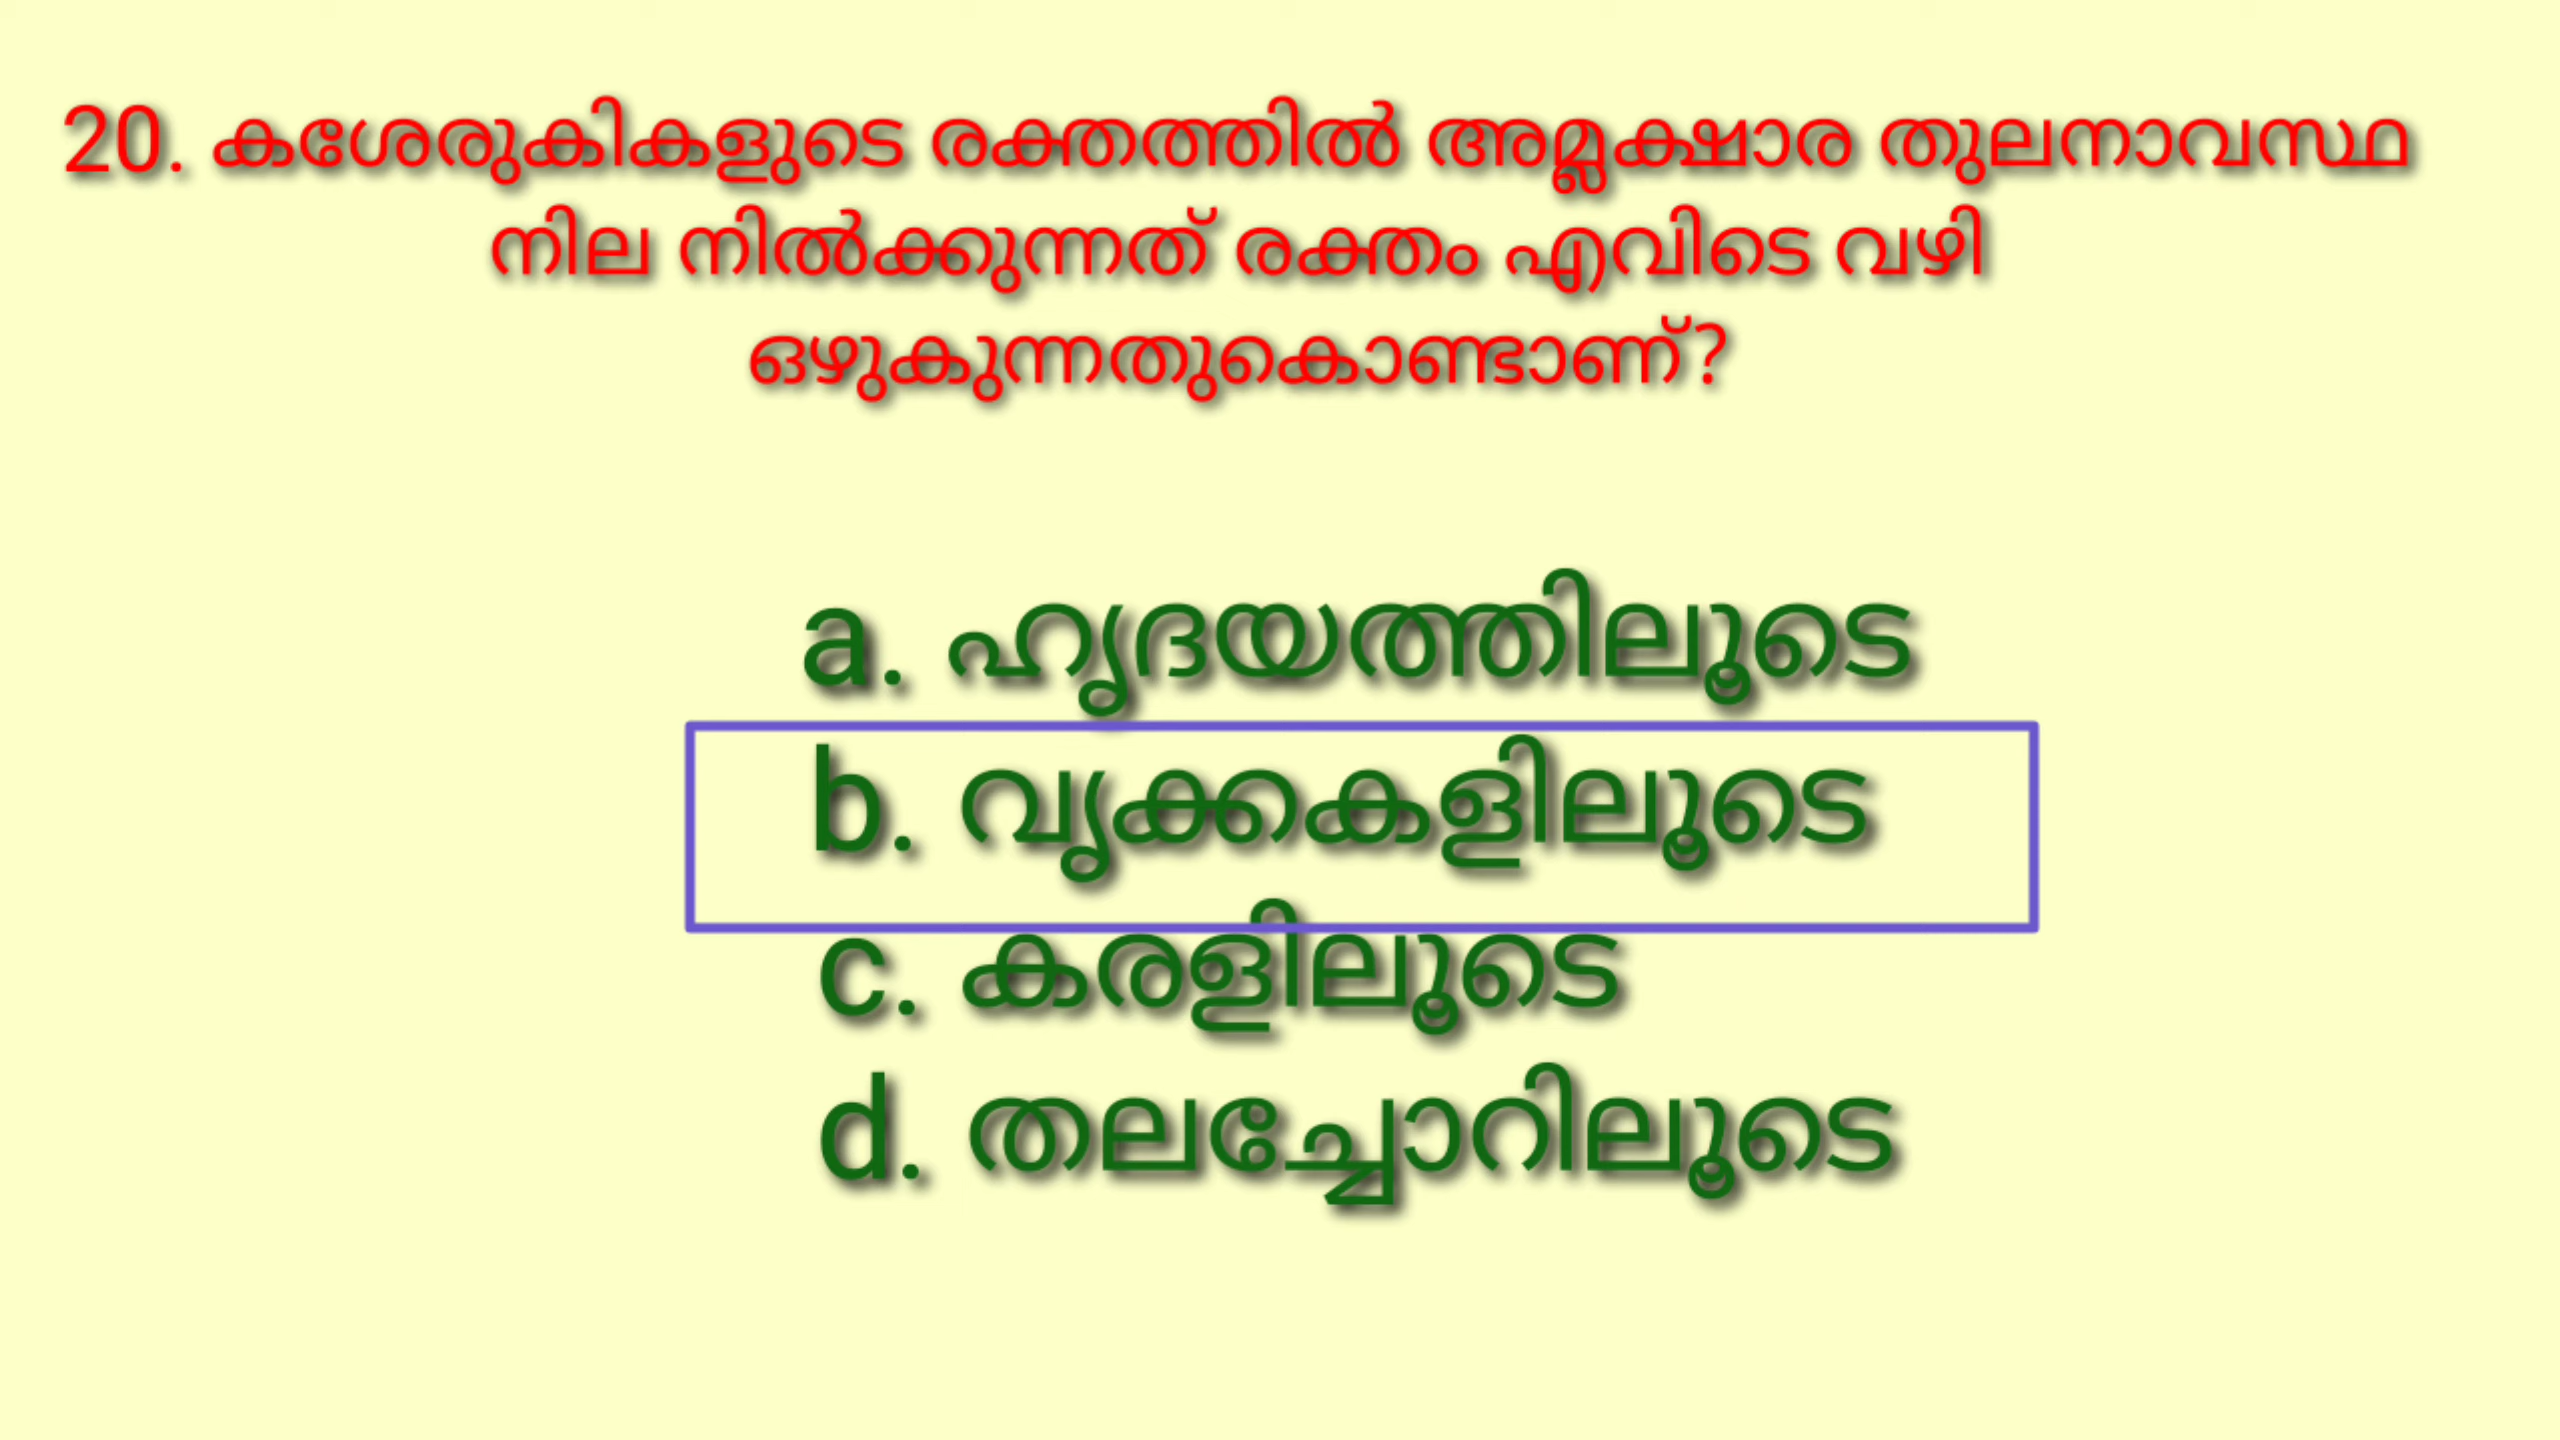 20. കശേരുകികളുടെ രക്തത്തിൽ അമ്ലക്ഷാര തുലനാവസ്ഥ
നില നിൽക്കുന്നത് രക്തം എവിടെ വഴി
ഒഴുകുന്നതുകൊണ്ടാണ്?
a. ഹൃദയത്തിലൂടെ
b. വൃക്കകളിലൂടെ
c. കരളിലൂടെ
d. തലച്ചോറിലൂടെ